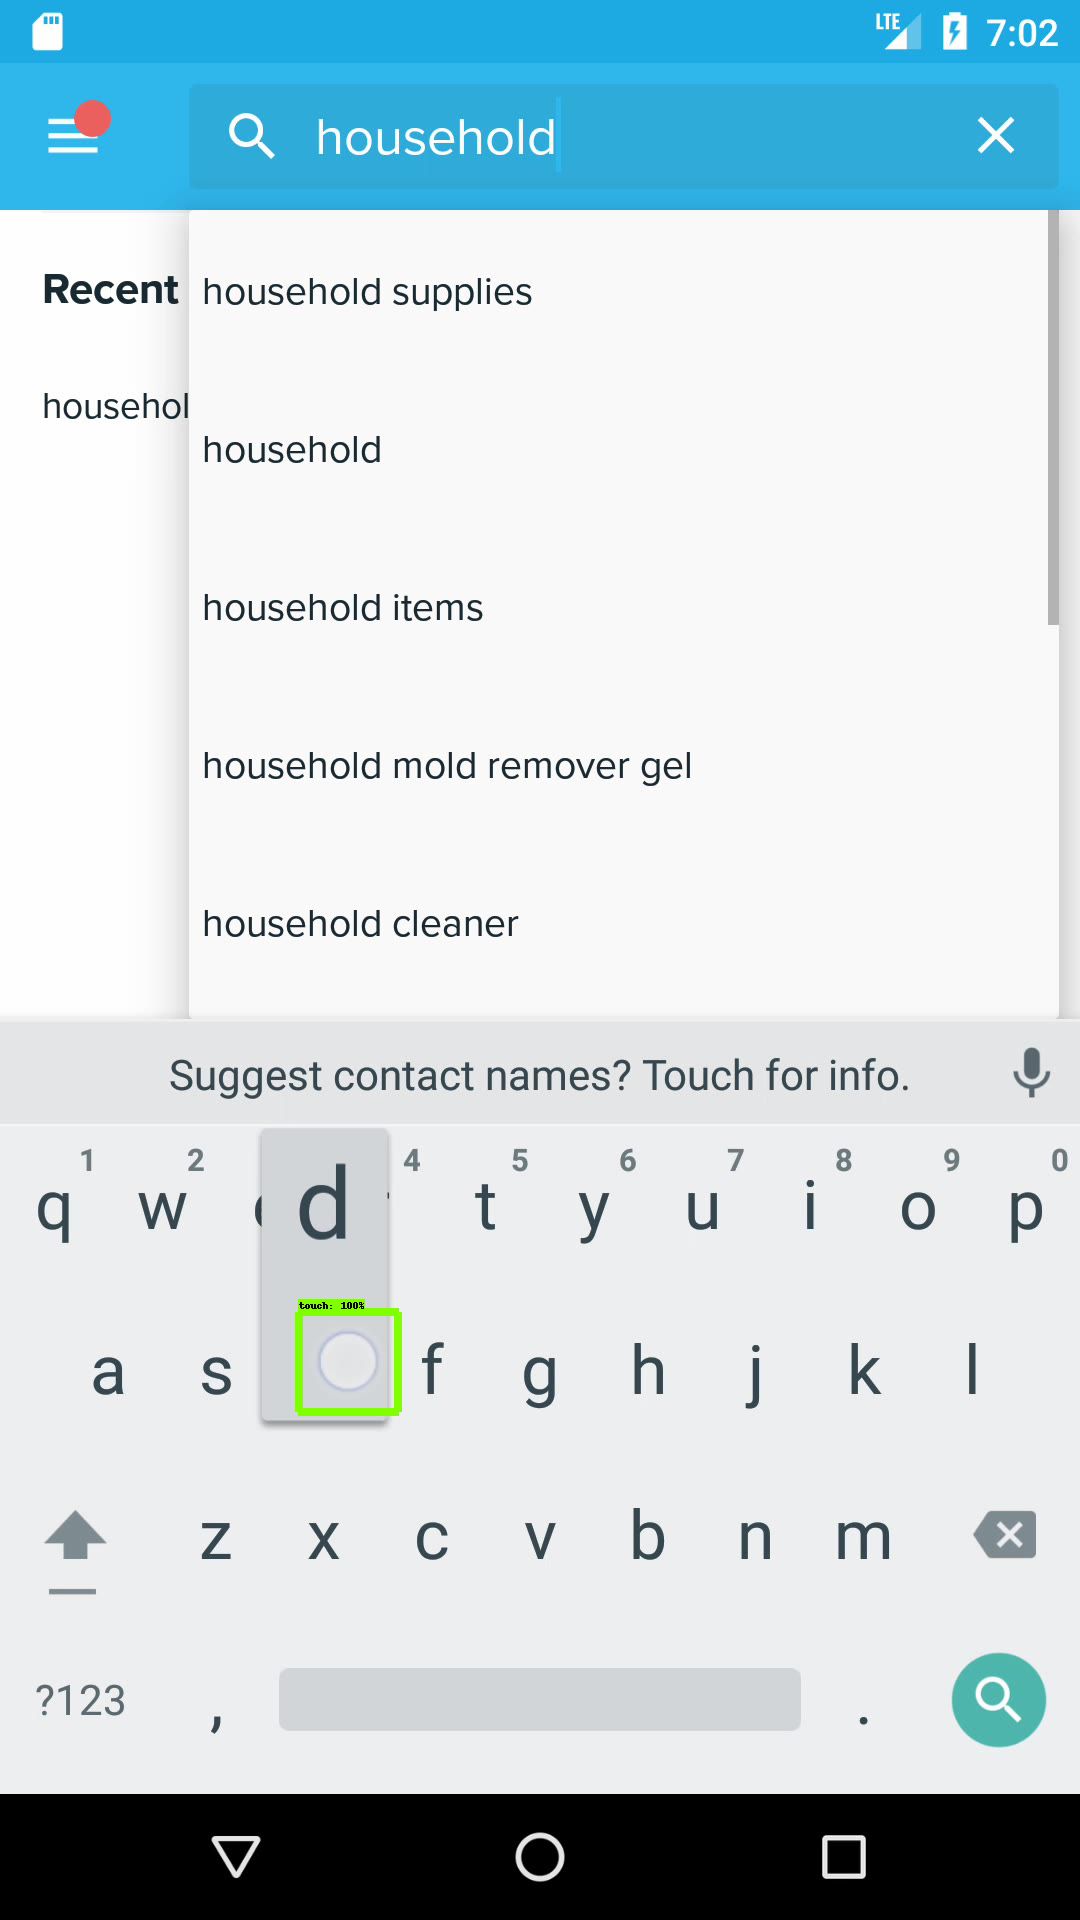 LTE 7:02
household
Recent
househol
household supplies
household
household items
household mold remover gel
household cleaner
Suggest contact names? Touch for info.
1 2 4 5 6 7 8 9 0
q w d t y u i o p
touch: 100%
a s f g h j k l
z x c v b n m
?123 , .